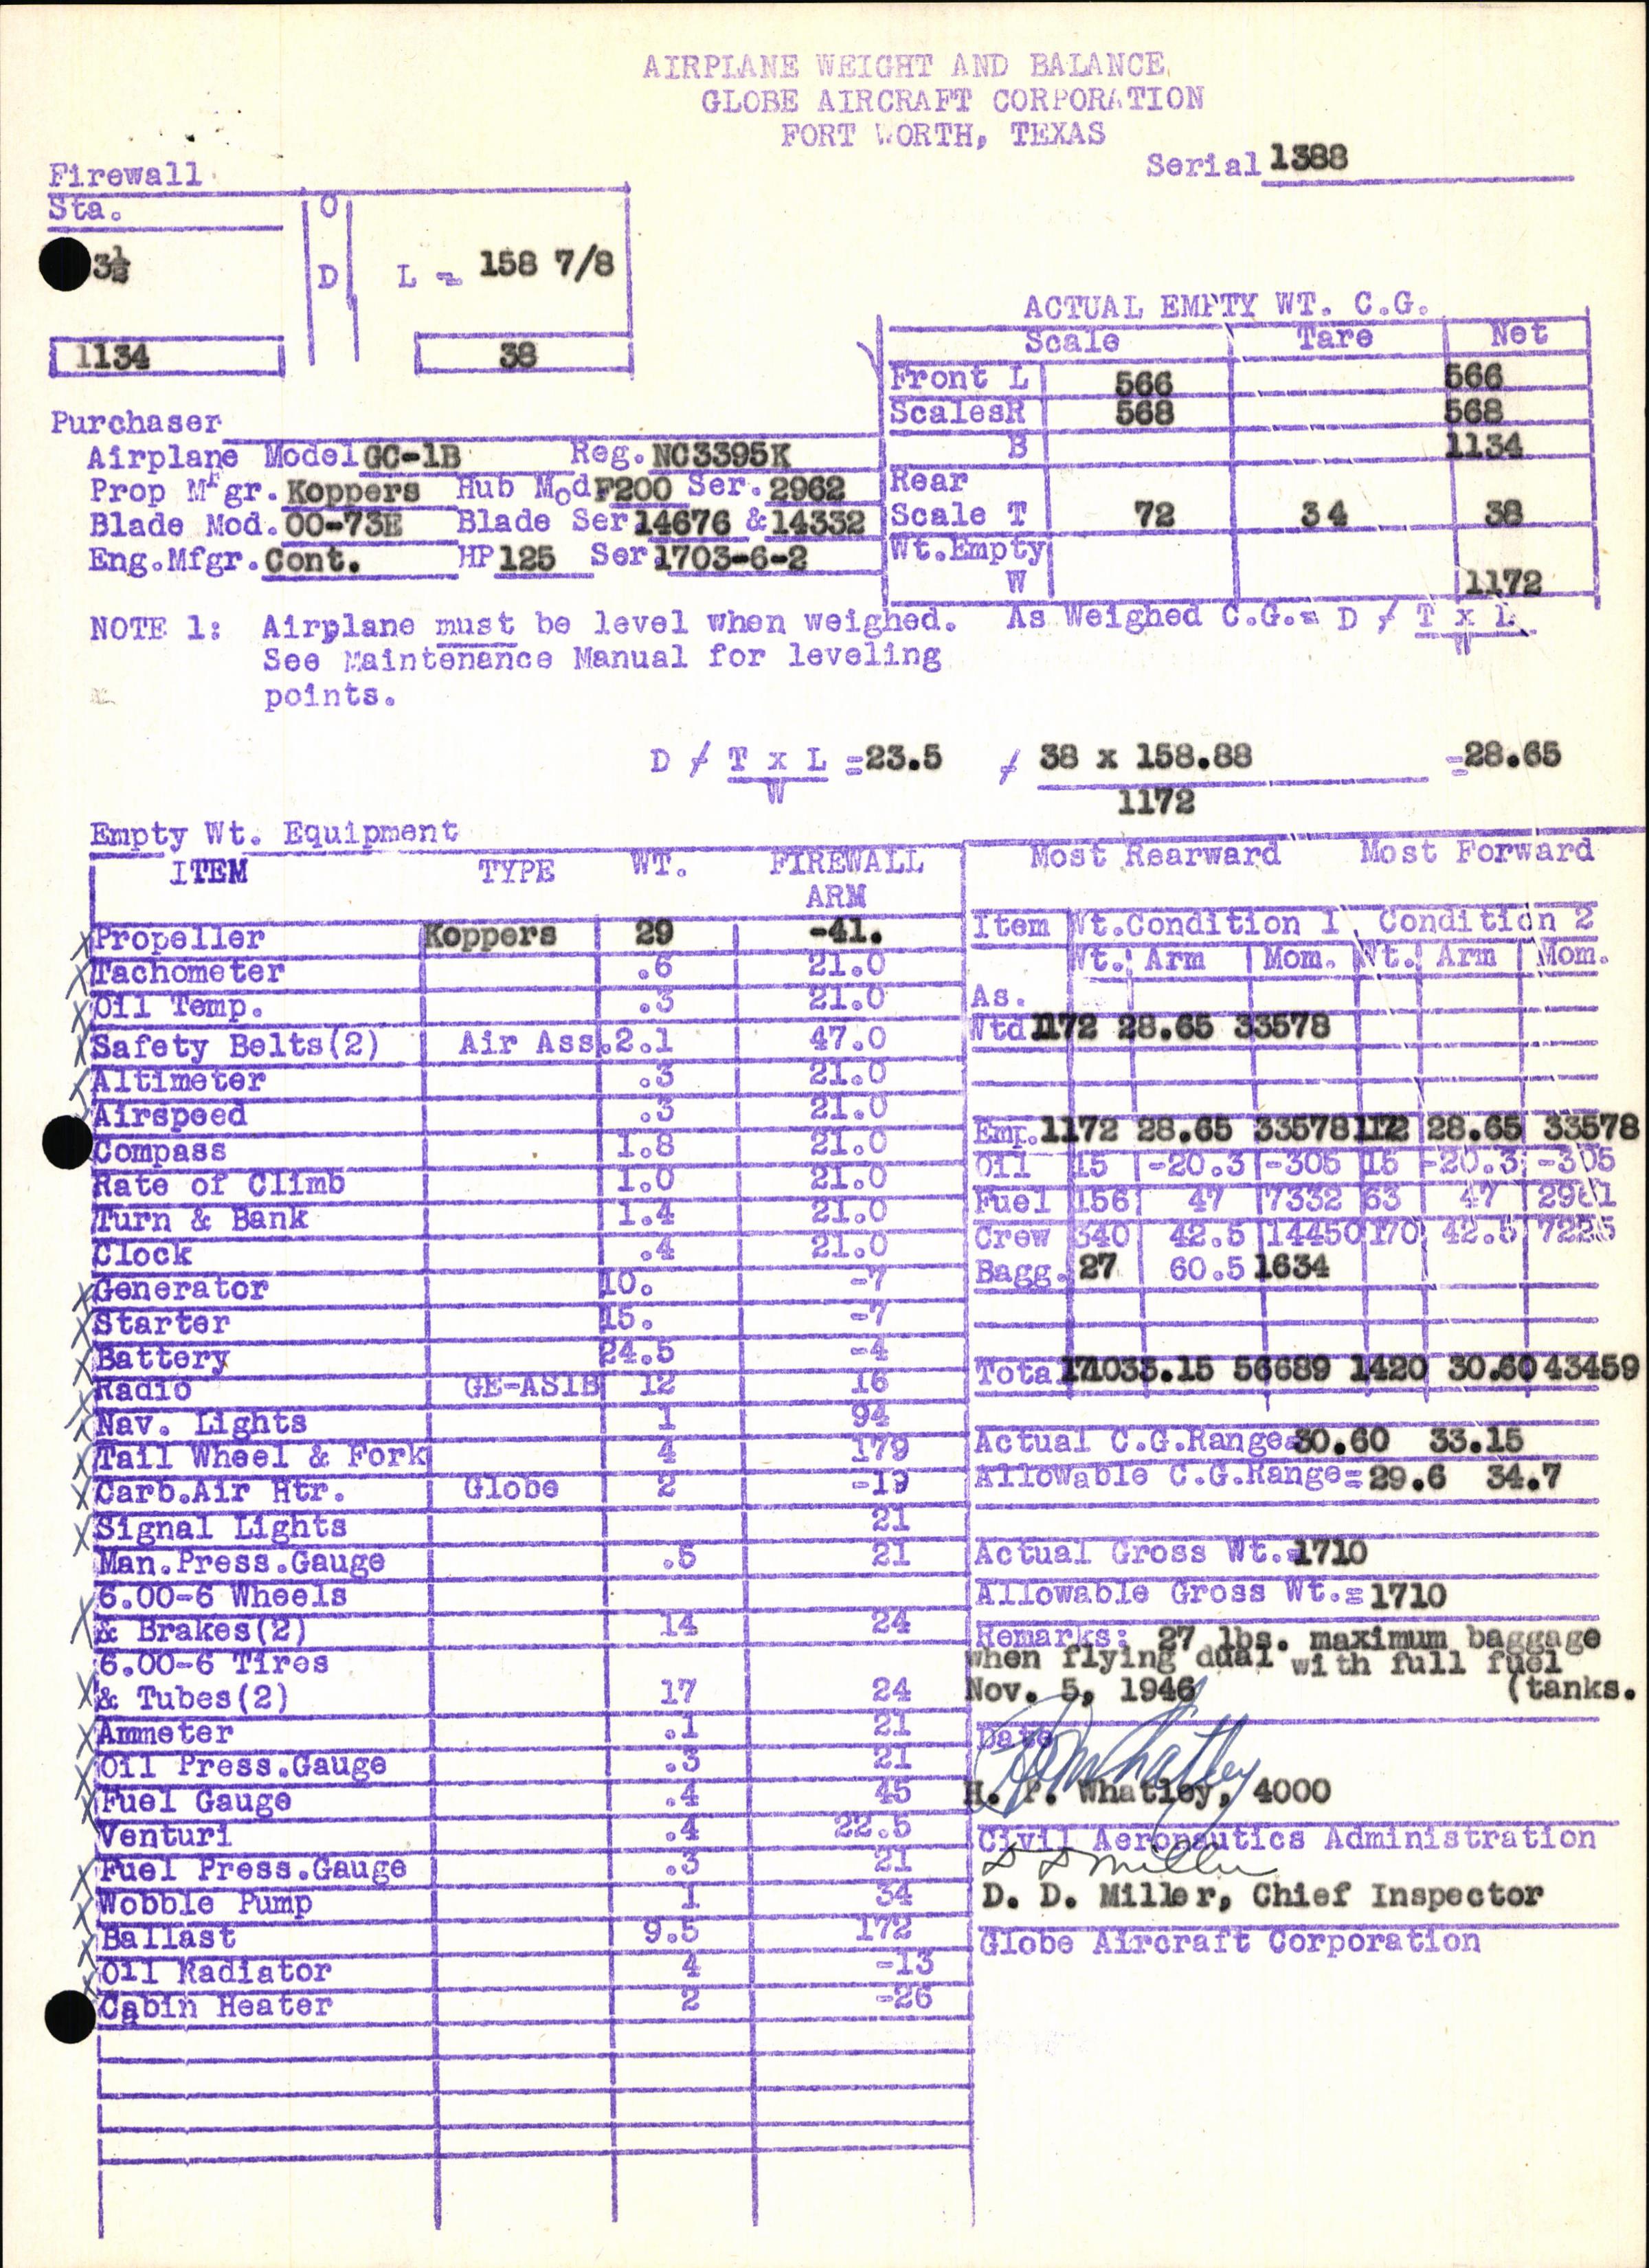 AIRPLANE WEIGHT AND BALANCE
GLOBE AIRCRAFT CORPORATION
FORT WORTH, TEXAS
Serial 1388
Firewall
Sta. O
3½ D L = 158 7/8
1134 38
ACTUAL EMPTY WT. C.G.
Scale Tare Net
Front L 566 566
Scales R 568 568
B 1134
Rear
Scale T 72 34 38
Wt.Empty
W 1172
Purchaser
Airplane Model GC-1B Reg. NC3395K
Prop Mfgr. Koppers Hub Mod F200 Ser. 2962
Blade Mod. 00-73E Blade Ser 14676 & 14332
Eng.Mfgr. Cont. HP 125 Ser. 1703-6-2
NOTE 1: Airplane must be level when weighed. As Weighed C.G.= D ≠ T x L
W
See Maintenance Manual for leveling
points.
D ≠ T x L = 23.5 ≠ 38 x 158.88 = 28.65
W 1172
Empty Wt. Equipment
ITEM TYPE WT. FIREWALL
ARM
X Propeller Koppers 29 -41.
X Tachometer .6 21.0
X Oil Temp. .3 21.0
X Safety Belts(2) Air Ass. 2.1 47.0
X Altimeter .3 21.0
X Airspeed .3 21.0
Compass 1.8 21.0
Rate of Climb 1.0 21.0
Turn & Bank 1.4 21.0
Clock .4 21.0
X Generator 10. -7
X Starter 15. -7
X Battery 24.5 -4
X Radio GE-AS1B 12 16
X Nav. Lights 1 94
X Tail Wheel & Fork 4 179
X Carb.Air Htr. Globe 2 -19
X Signal Lights 21
Man.Press.Gauge .5 21
6.00-6 Wheels
X & Brakes(2) 14 24
6.00-6 Tires
X & Tubes(2) 17 24
X Ammeter .1 21
X Oil Press.Gauge .3 21
X Fuel Gauge .4 45
Venturi .4 22.5
X Fuel Press.Gauge .3 21
X Wobble Pump 1 34
X Ballast 9.5 172
X Oil Radiator 4 -13
Cabin Heater 2 -26
Most Rearward Most Forward
Item Wt.Condition 1 Condition 2
Wt. Arm Mom. Wt. Arm Mom.
As.
Wtd 1172 28.65 33578
Emp. 1172 28.65 33578 1172 28.65 33578
Oil 15 -20.3 -305 15 -20.3 -305
Fuel 156 47 7332 63 47 2961
Crew 340 42.5 14450 170 42.5 7225
Bagg. 27 60.5 1634
Total 1710 33.15 56689 1420 30.60 43459
Actual C.G.Range= 30.60 33.15
Allowable C.G.Range= 29.6 34.7
Actual Gross Wt.= 1710
Allowable Gross Wt.= 1710
Remarks: 27 lbs. maximum baggage
when flying dual with full fuel
Nov. 5, 1946 (tanks.
Date
H. P. Whatley, 4000
Civil Aeronautics Administration
D D Miller
D. D. Miller, Chief Inspector
Globe Aircraft Corporation